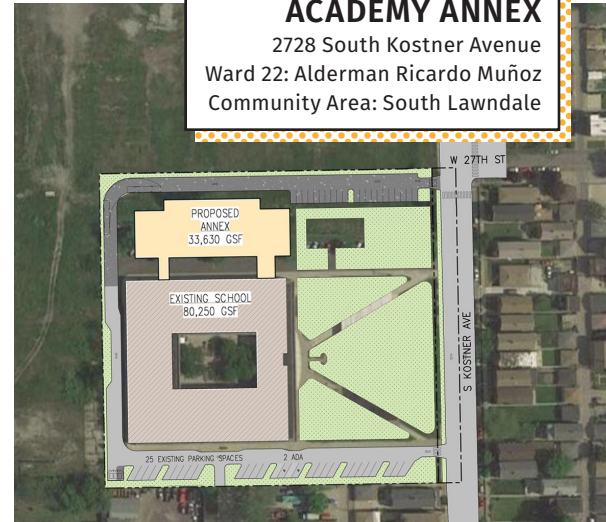 ACADEMY ANNEX
2728 South Kostner Avenue
Ward 22: Alderman Ricardo Muñoz
Community Area: South Lawndale
W 27TH ST
PROPOSED
ANNEX
33,630 GSF
EXISTING SCHOOL
80,250 GSF
S KOSTNER AVE
25 EXISTING PARKING SPACES
2 ADA